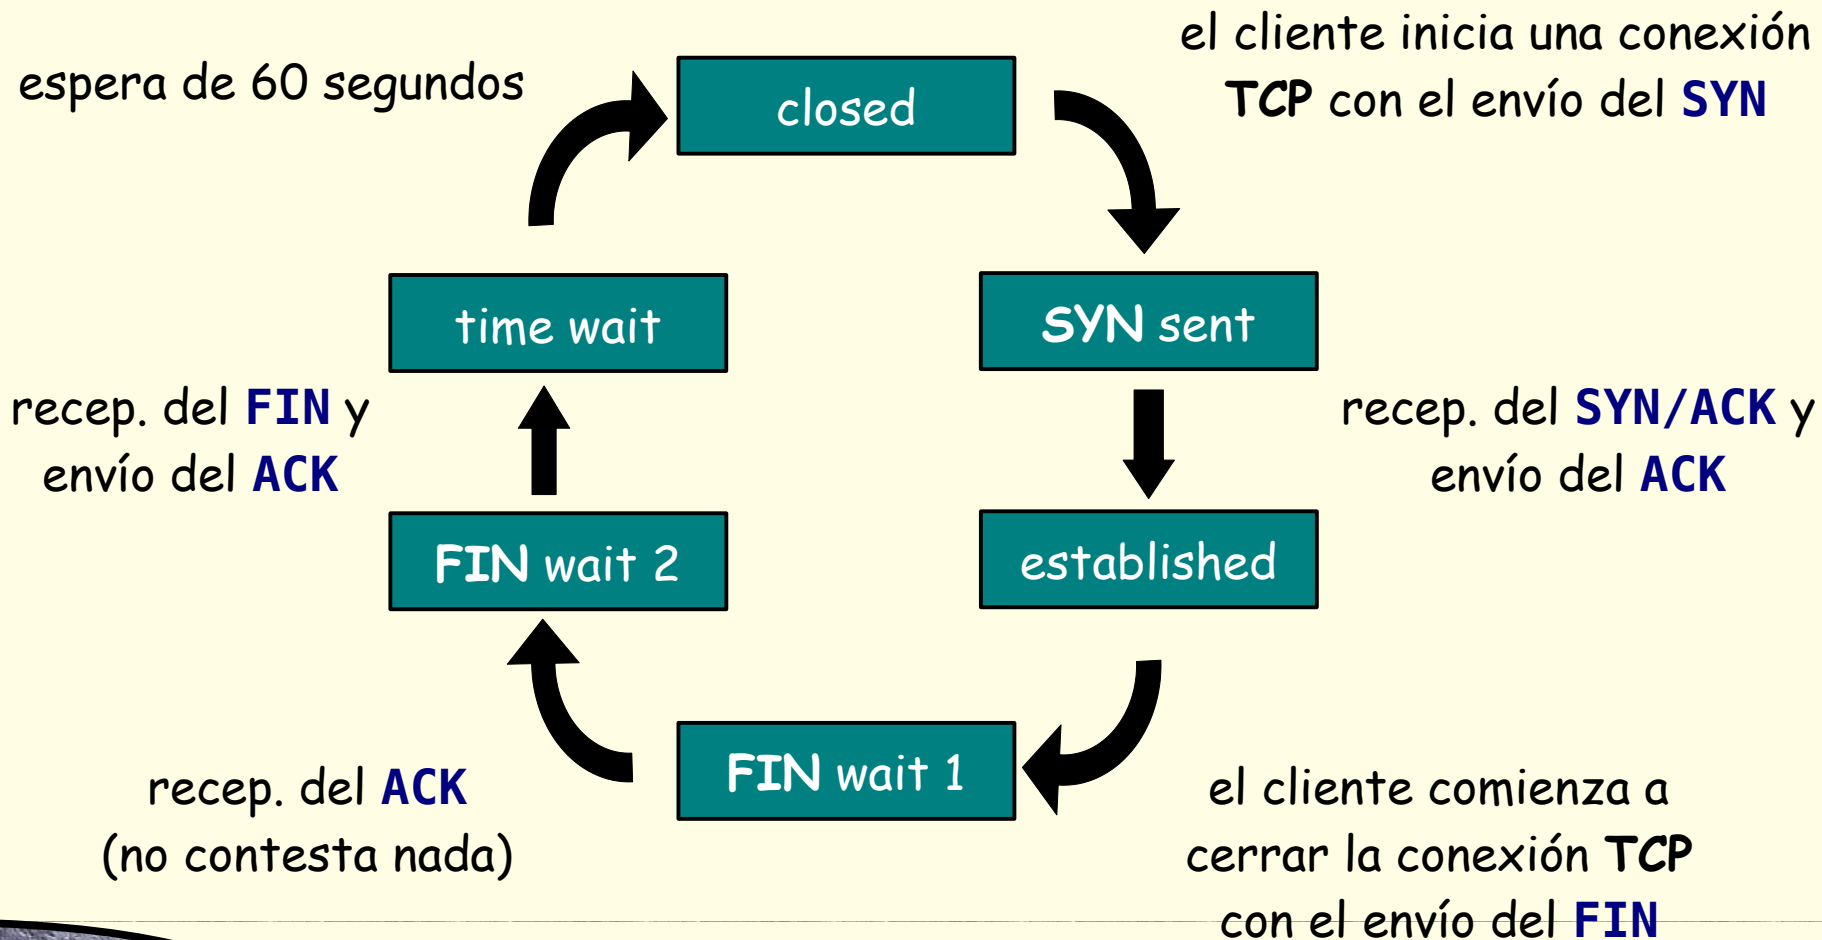 el cliente inicia una conexión
TCP con el envío del SYN
espera de 60 segundos
closed
time wait
SYN sent
recep. del FIN y
envío del ACK
recep. del SYN/ACK y
envío del ACK
FIN wait 2
established
FIN wait 1
recep. del ACK
(no contesta nada)
el cliente comienza a
cerrar la conexión TCP
con el envío del FIN